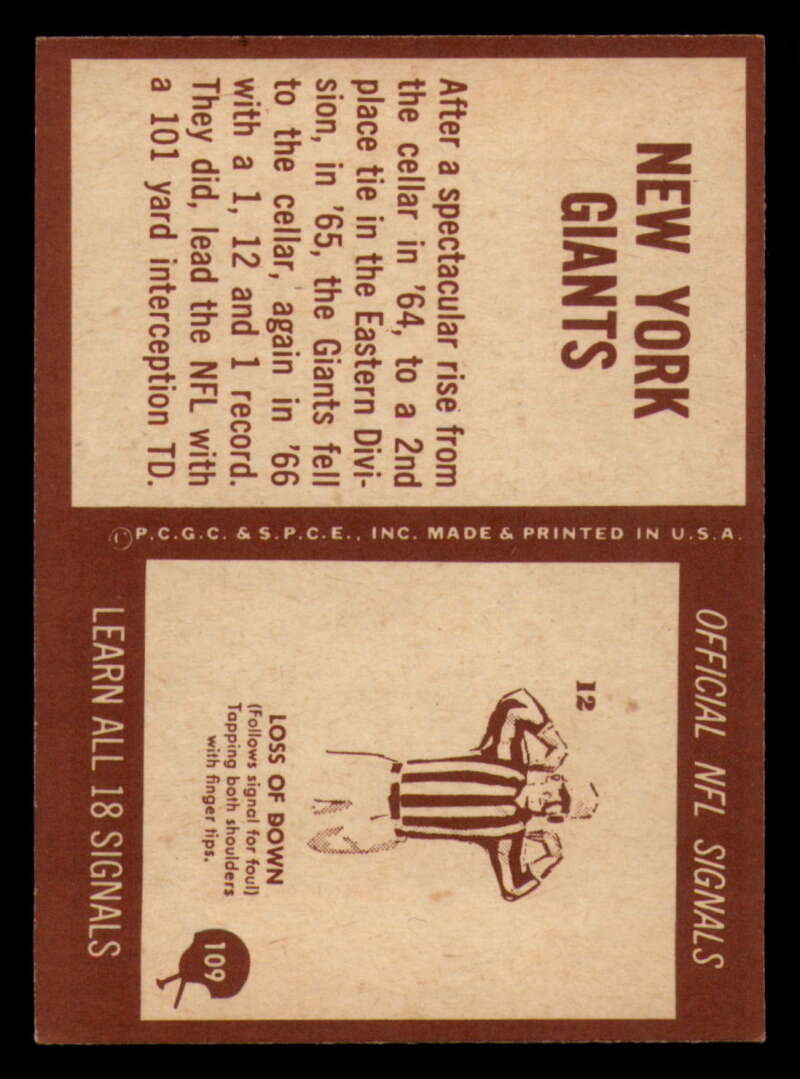 NEW YORK
GIANTS
After a spectacular rise from
the cellar in '64, to a 2nd
place tie in the Eastern Divi-
sion, in '65, the Giants fell
to the cellar, again in '66
with a 1, 12 and 1 record.
They did, lead the NFL with
a 101 yard interception TD.
© P.C.G.C. & S.P.C.E., INC. MADE & PRINTED IN U.S.A.
OFFICIAL NFL SIGNALS
12
LOSS OF DOWN
(Follows signal for foul)
Tapping both shoulders
with finger tips.
109
LEARN ALL 18 SIGNALS